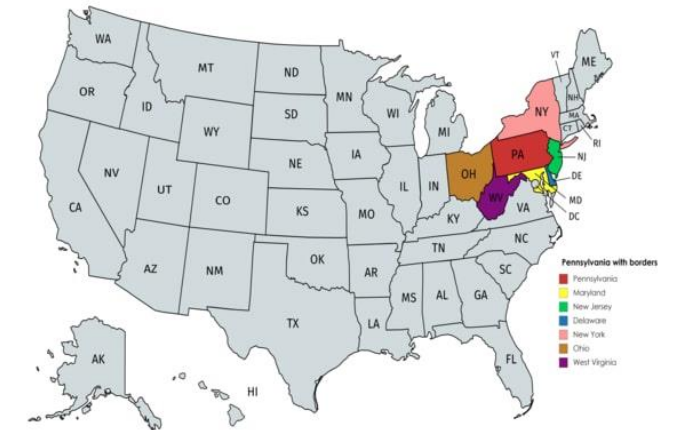 WA
MT
ND
MN
VT
ME
OR
ID
SD
WI
MI
NY
NH
MA
CT
RI
WY
NE
IA
PA
NJ
NV
UT
CO
KS
IL
IN
OH
WV
DE
MD
DC
CA
MO
KY
VA
AZ
NM
OK
AR
TN
NC
SC
MS
AL
GA
TX
LA
FL
AK
HI
Pennsylvania with borders
Pennsylvania
Maryland
New Jersey
Delaware
New York
Ohio
West Virginia